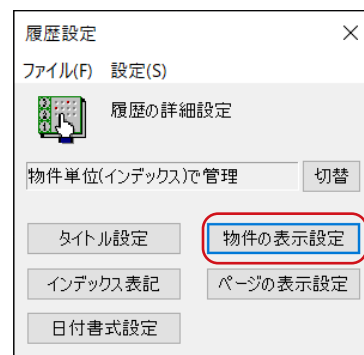 履歴設定
ファイル(F) 設定(S)
履歴の詳細設定
物件単位(インデックス)で管理 切替
タイトル設定 物件の表示設定
インデックス表記 ページの表示設定
日付書式設定